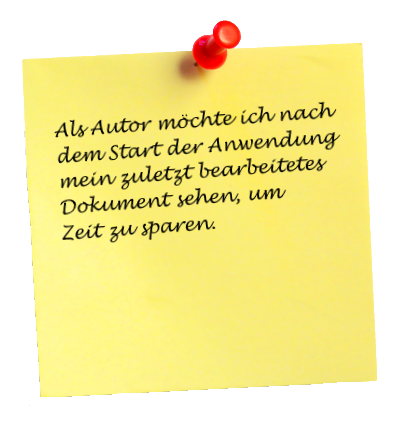 Als Autor möchte ich nach
dem Start der Anwendung
mein zuletzt bearbeitetes
Dokument sehen, um
Zeit zu sparen.